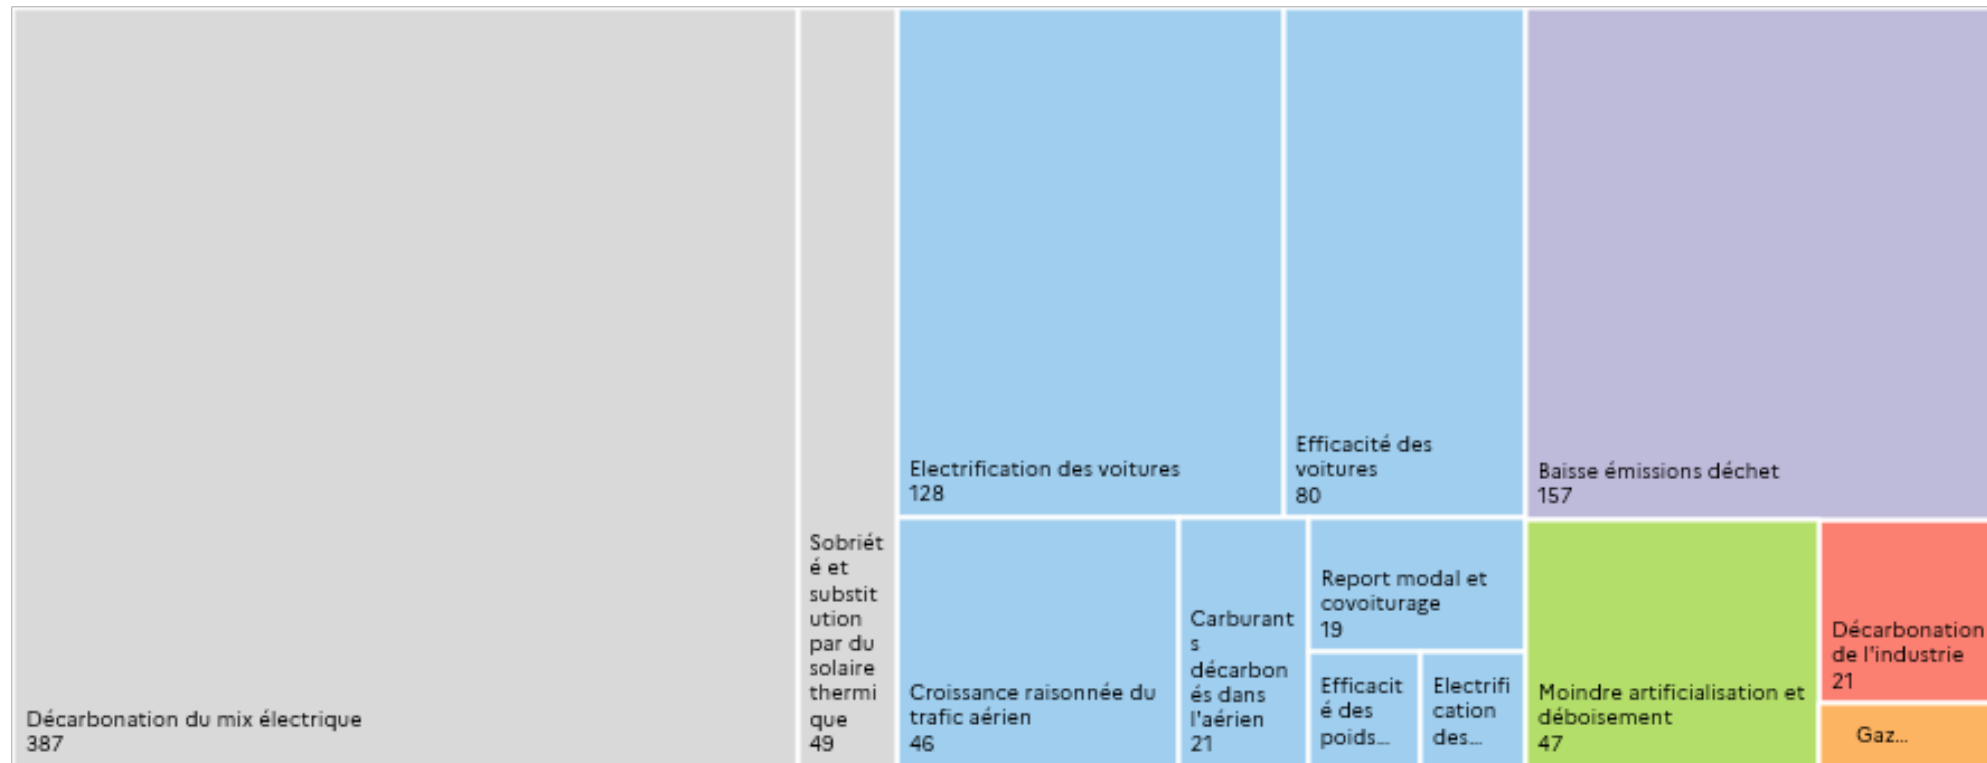 Décarbonation du mix électrique
387
Sobriét
é et
substit
ution
par du
solaire
thermi
que
49
Electrification des voitures
128
Efficacité des
voitures
80
Croissance raisonnée du
trafic aérien
46
Carburant
s
décarbon
és dans
l'aérien
21
Report modal et
covoiturage
19
Efficacit
é des
poids...
Electrifi
cation
des...
Baisse émissions déchet
157
Moindre artificialisation et
déboisement
47
Décarbonation
de l'industrie
21
Gaz...